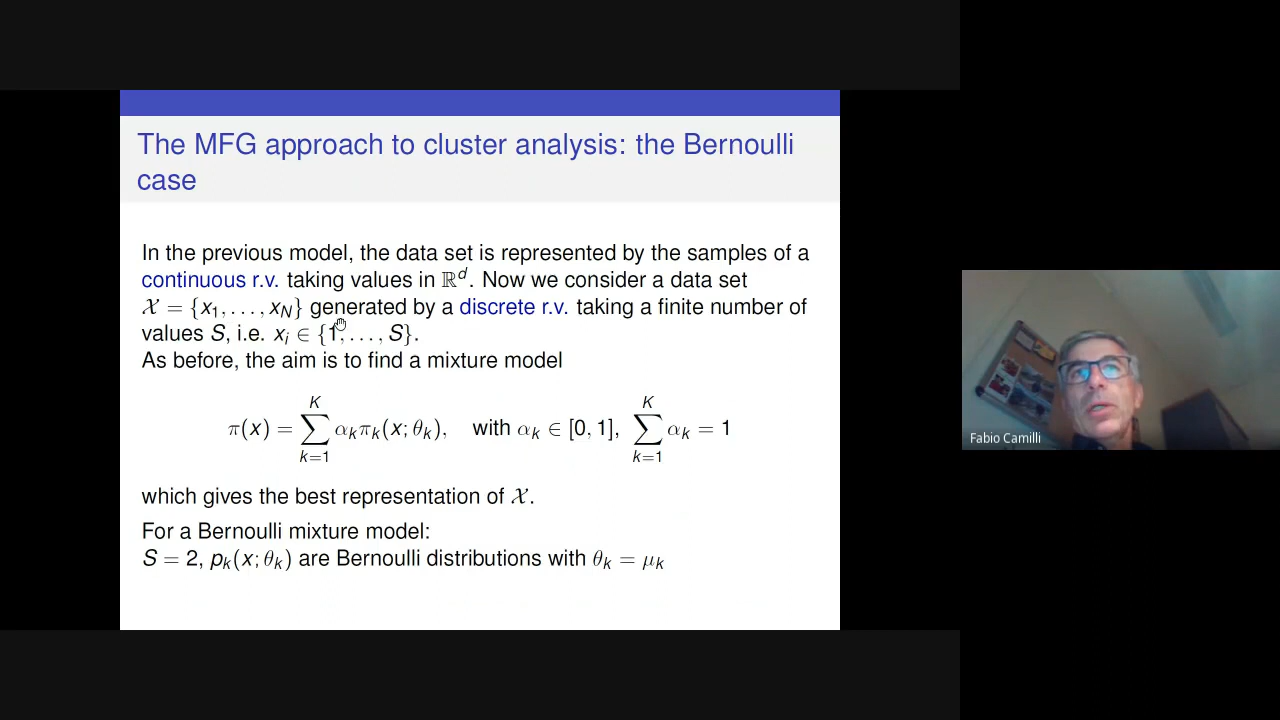 The MFG approach to cluster analysis: the Bernoulli
case
In the previous model, the data set is represented by the samples of a
continuous r.v. taking values in ℝ^d. Now we consider a data set
𝒳 = {x_1, . . . , x_N} generated by a discrete r.v. taking a finite number of
values S, i.e. x_i ∈ {1, . . . , S}.
As before, the aim is to find a mixture model
π(x) = ∑_{k=1}^{K} α_k π_k(x; θ_k), with α_k ∈ [0, 1], ∑_{k=1}^{K} α_k = 1
which gives the best representation of 𝒳.
For a Bernoulli mixture model:
S = 2, p_k(x; θ_k) are Bernoulli distributions with θ_k = μ_k
Fabio Camilli